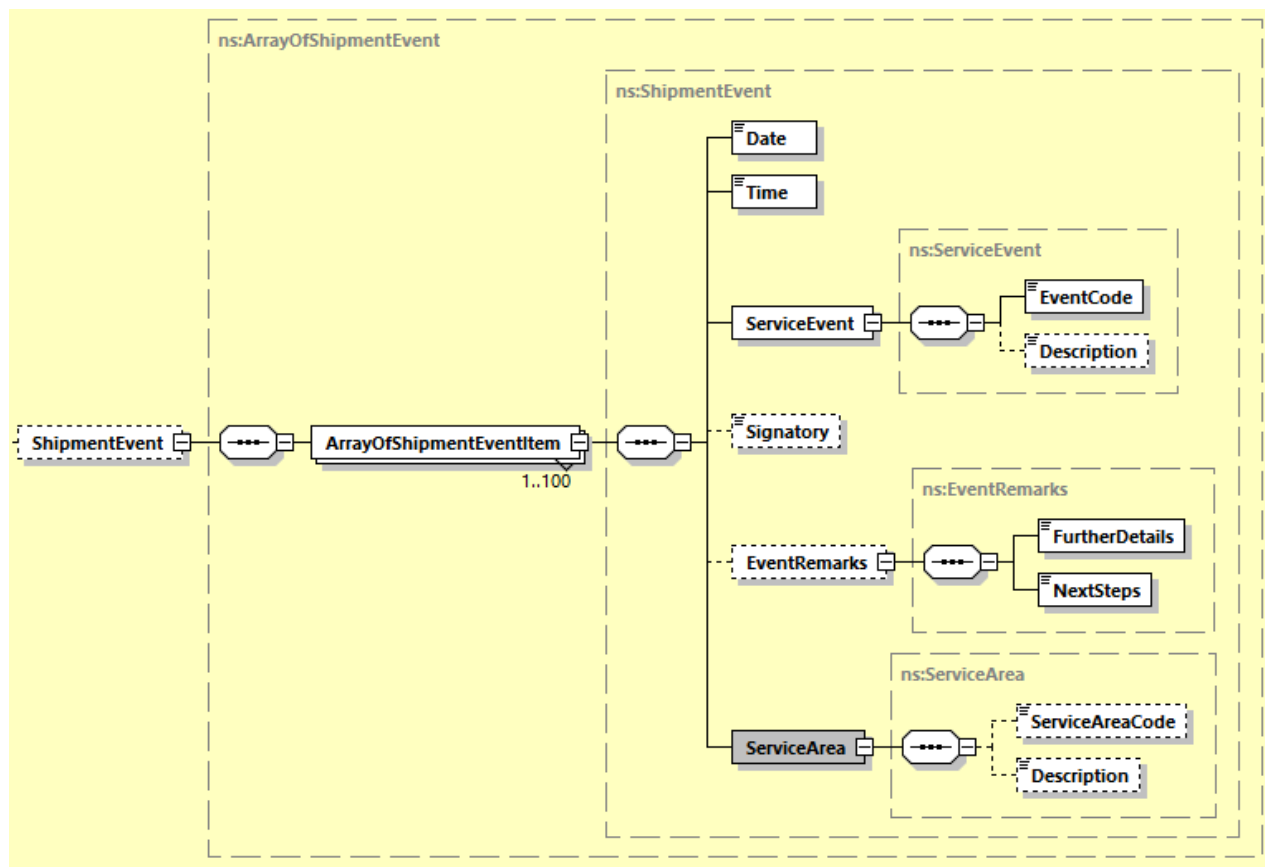 ns:ArrayOfShipmentEvent
ns:ShipmentEvent
Date
Time
ns:ServiceEvent
EventCode
ServiceEvent
Description
Signatory
ShipmentEvent
ArrayOfShipmentEventItem
1..100
ns:EventRemarks
FurtherDetails
EventRemarks
NextSteps
ns:ServiceArea
ServiceAreaCode
ServiceArea
Description